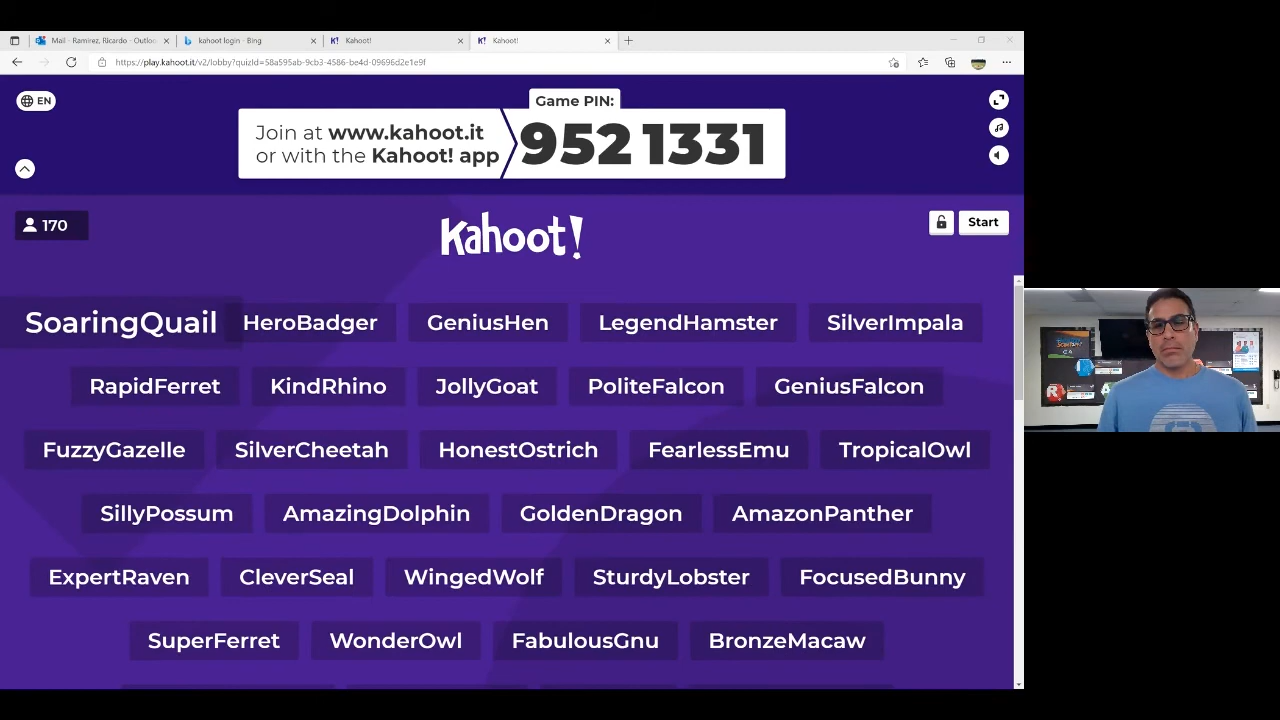 Mail - Ramirez, Ricardo - Outloo
kahoot login - Bing
Kahoot!
Kahoot!
https://play.kahoot.it/v2/lobby?quizId=58a595ab-9cb3-4586-be4d-09696d2e1e9f
EN
Game PIN:
Join at www.kahoot.it
or with the Kahoot! app
952 1331
170
Kahoot!
Start
SoaringQuail HeroBadger GeniusHen LegendHamster SilverImpala
RapidFerret KindRhino JollyGoat PoliteFalcon GeniusFalcon
FuzzyGazelle SilverCheetah HonestOstrich FearlessEmu TropicalOwl
SillyPossum AmazingDolphin GoldenDragon AmazonPanther
ExpertRaven CleverSeal WingedWolf SturdyLobster FocusedBunny
SuperFerret WonderOwl FabulousGnu BronzeMacaw
R